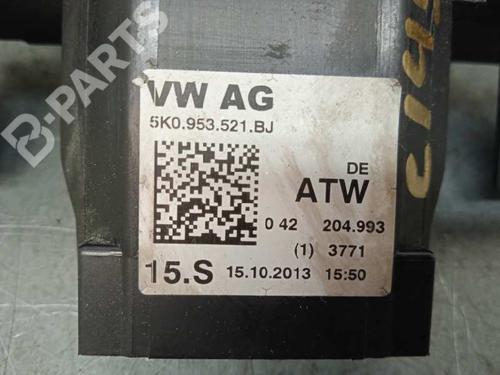 VW AG
5K0.953.521.BJ
DE
ATW
0 42 204.993
(1) 3771
15.S 15.10.2013 15:50